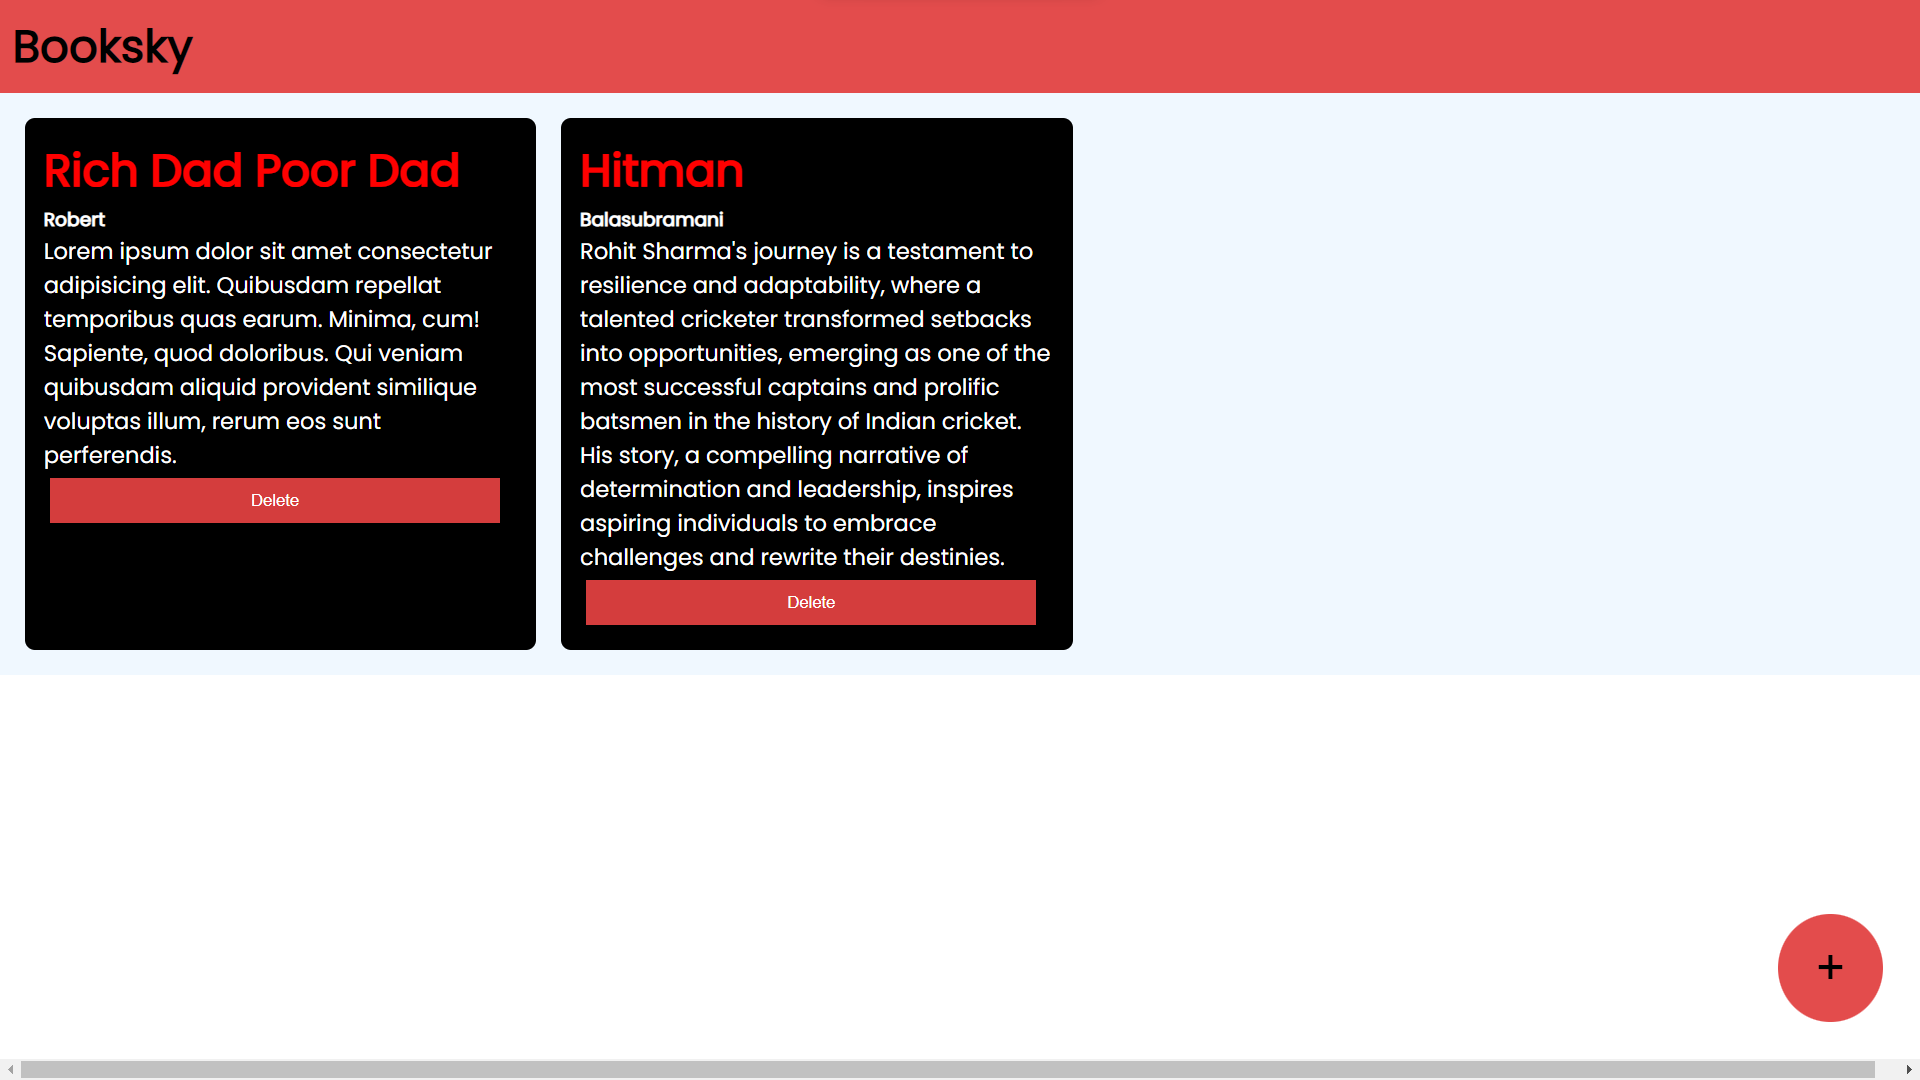 Booksky
Rich Dad Poor Dad
Robert
Lorem ipsum dolor sit amet consectetur
adipisicing elit. Quibusdam repellat
temporibus quas earum. Minima, cum!
Sapiente, quod doloribus. Qui veniam
quibusdam aliquid provident similique
voluptas illum, rerum eos sunt
perferendis.
Delete
Hitman
Balasubramani
Rohit Sharma's journey is a testament to
resilience and adaptability, where a
talented cricketer transformed setbacks
into opportunities, emerging as one of the
most successful captains and prolific
batsmen in the history of Indian cricket.
His story, a compelling narrative of
determination and leadership, inspires
aspiring individuals to embrace
challenges and rewrite their destinies.
Delete
+